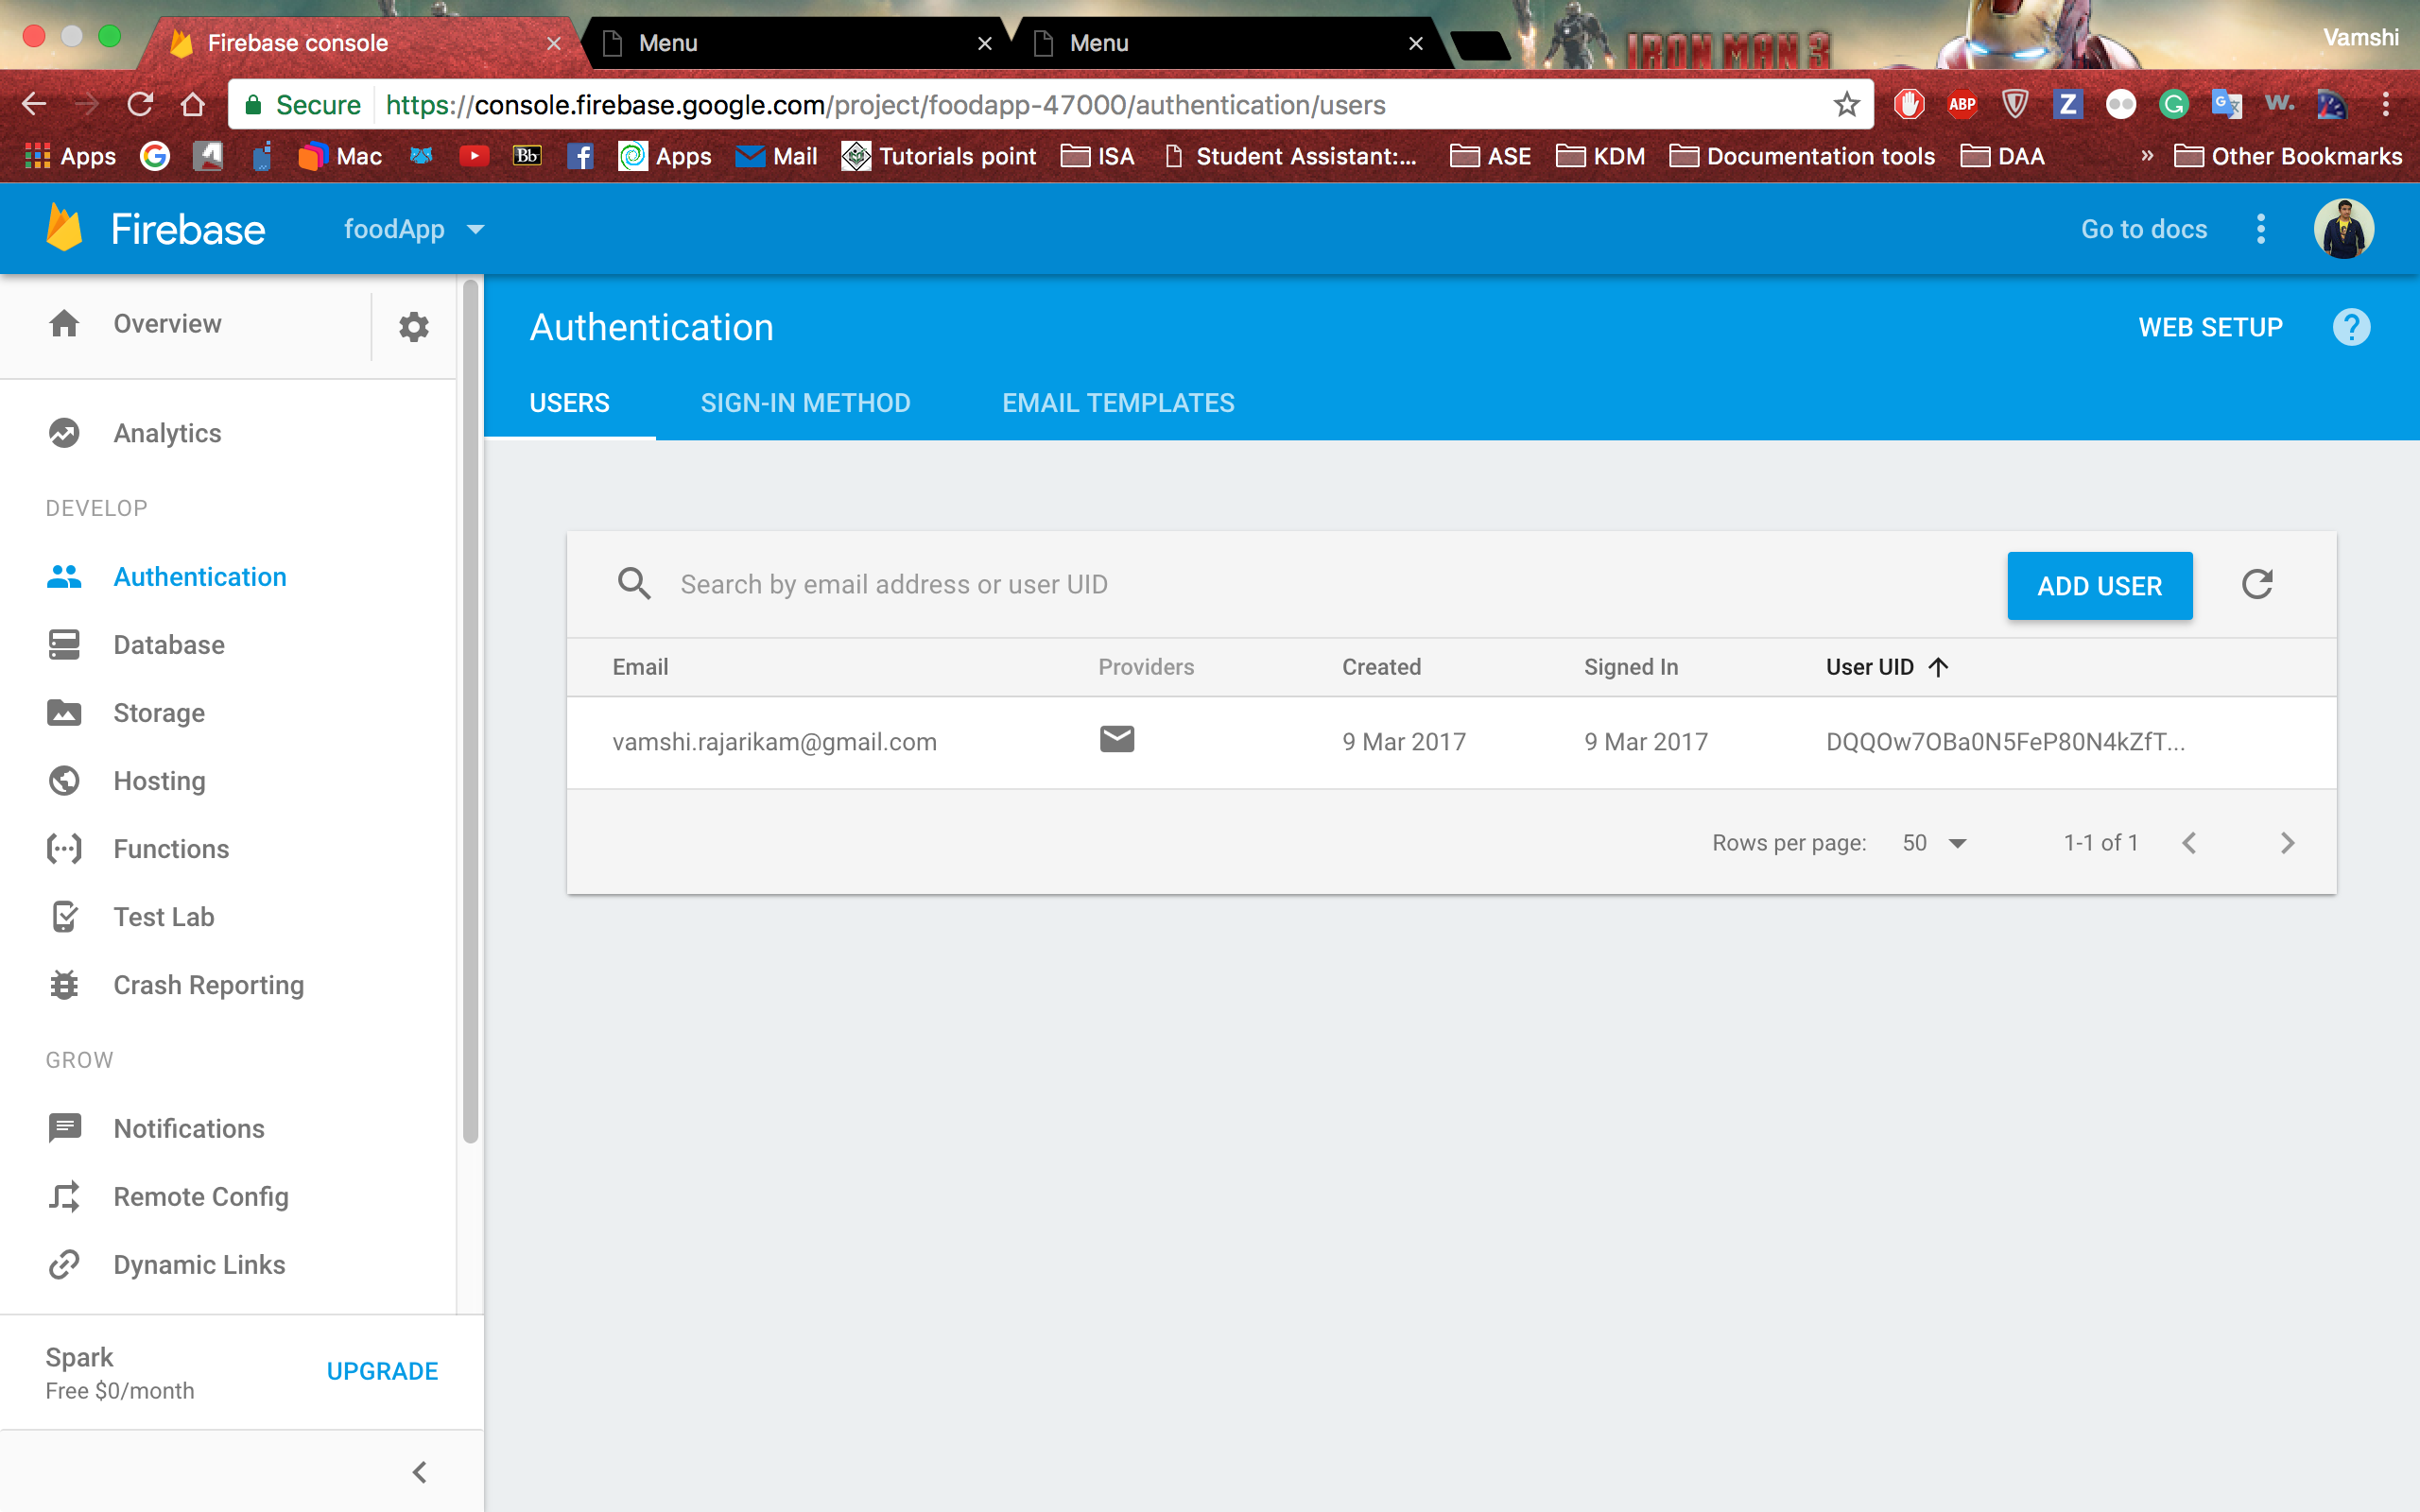 Firebase console
Menu
Menu
IRON MAN 3
Vamshi
Secure https://console.firebase.google.com/project/foodapp-47000/authentication/users
ABP
Z
G
W.
Apps
Mac
Bb
Apps
Mail
Tutorials point
ISA
Student Assistant:...
ASE
KDM
Documentation tools
DAA
»
Other Bookmarks
Firebase
foodApp
Go to docs
Overview
Authentication
WEB SETUP
?
USERS
SIGN-IN METHOD
EMAIL TEMPLATES
Analytics
DEVELOP
Authentication
Database
Storage
Hosting
Functions
Test Lab
Crash Reporting
GROW
Notifications
Remote Config
Dynamic Links
Spark
Free $0/month
UPGRADE
Search by email address or user UID
ADD USER
Email Providers Created Signed In User UID
vamshi.rajarikam@gmail.com 9 Mar 2017 9 Mar 2017 DQQOw7OBa0N5FeP80N4kZfT...
Rows per page: 50 1-1 of 1